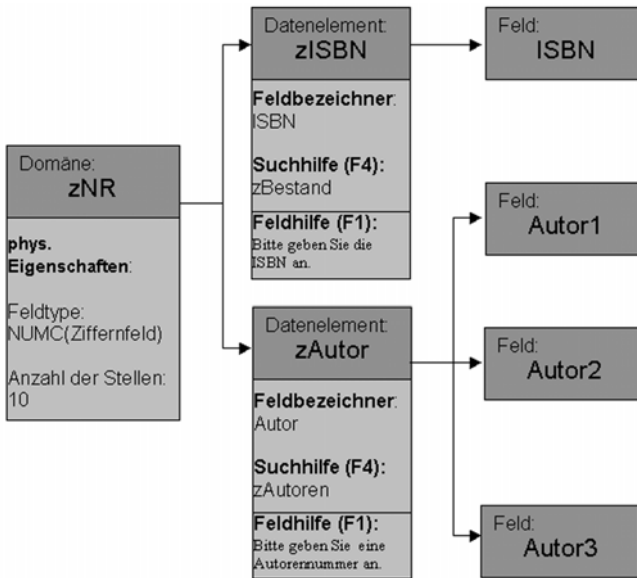 Domäne:
zNR
phys.
Eigenschaften:
Feldtype:
NUMC(Ziffernfeld)
Anzahl der Stellen:
10
Datenelement:
zISBN
Feldbezeichner:
ISBN
Suchhilfe (F4):
zBestand
Feldhilfe (F1):
Bitte geben Sie die
ISBN an.
Datenelement:
zAutor
Feldbezeichner:
Autor
Suchhilfe (F4):
zAutoren
Feldhilfe (F1):
Bitte geben Sie eine
Autorennummer an.
Feld:
ISBN
Feld:
Autor1
Feld:
Autor2
Feld:
Autor3